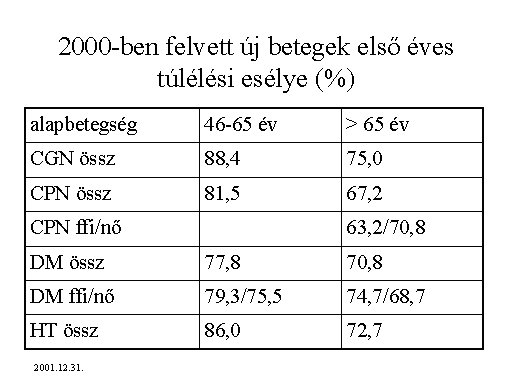 2000-ben felvett új betegek első éves
túlélési esélye (%)
alapbetegség 46-65 év > 65 év
CGN össz 88,4 75,0
CPN össz 81,5 67,2
CPN ffi/nő 63,2/70,8
DM össz 77,8 70,8
DM ffi/nő 79,3/75,5 74,7/68,7
HT össz 86,0 72,7
2001.12.31.